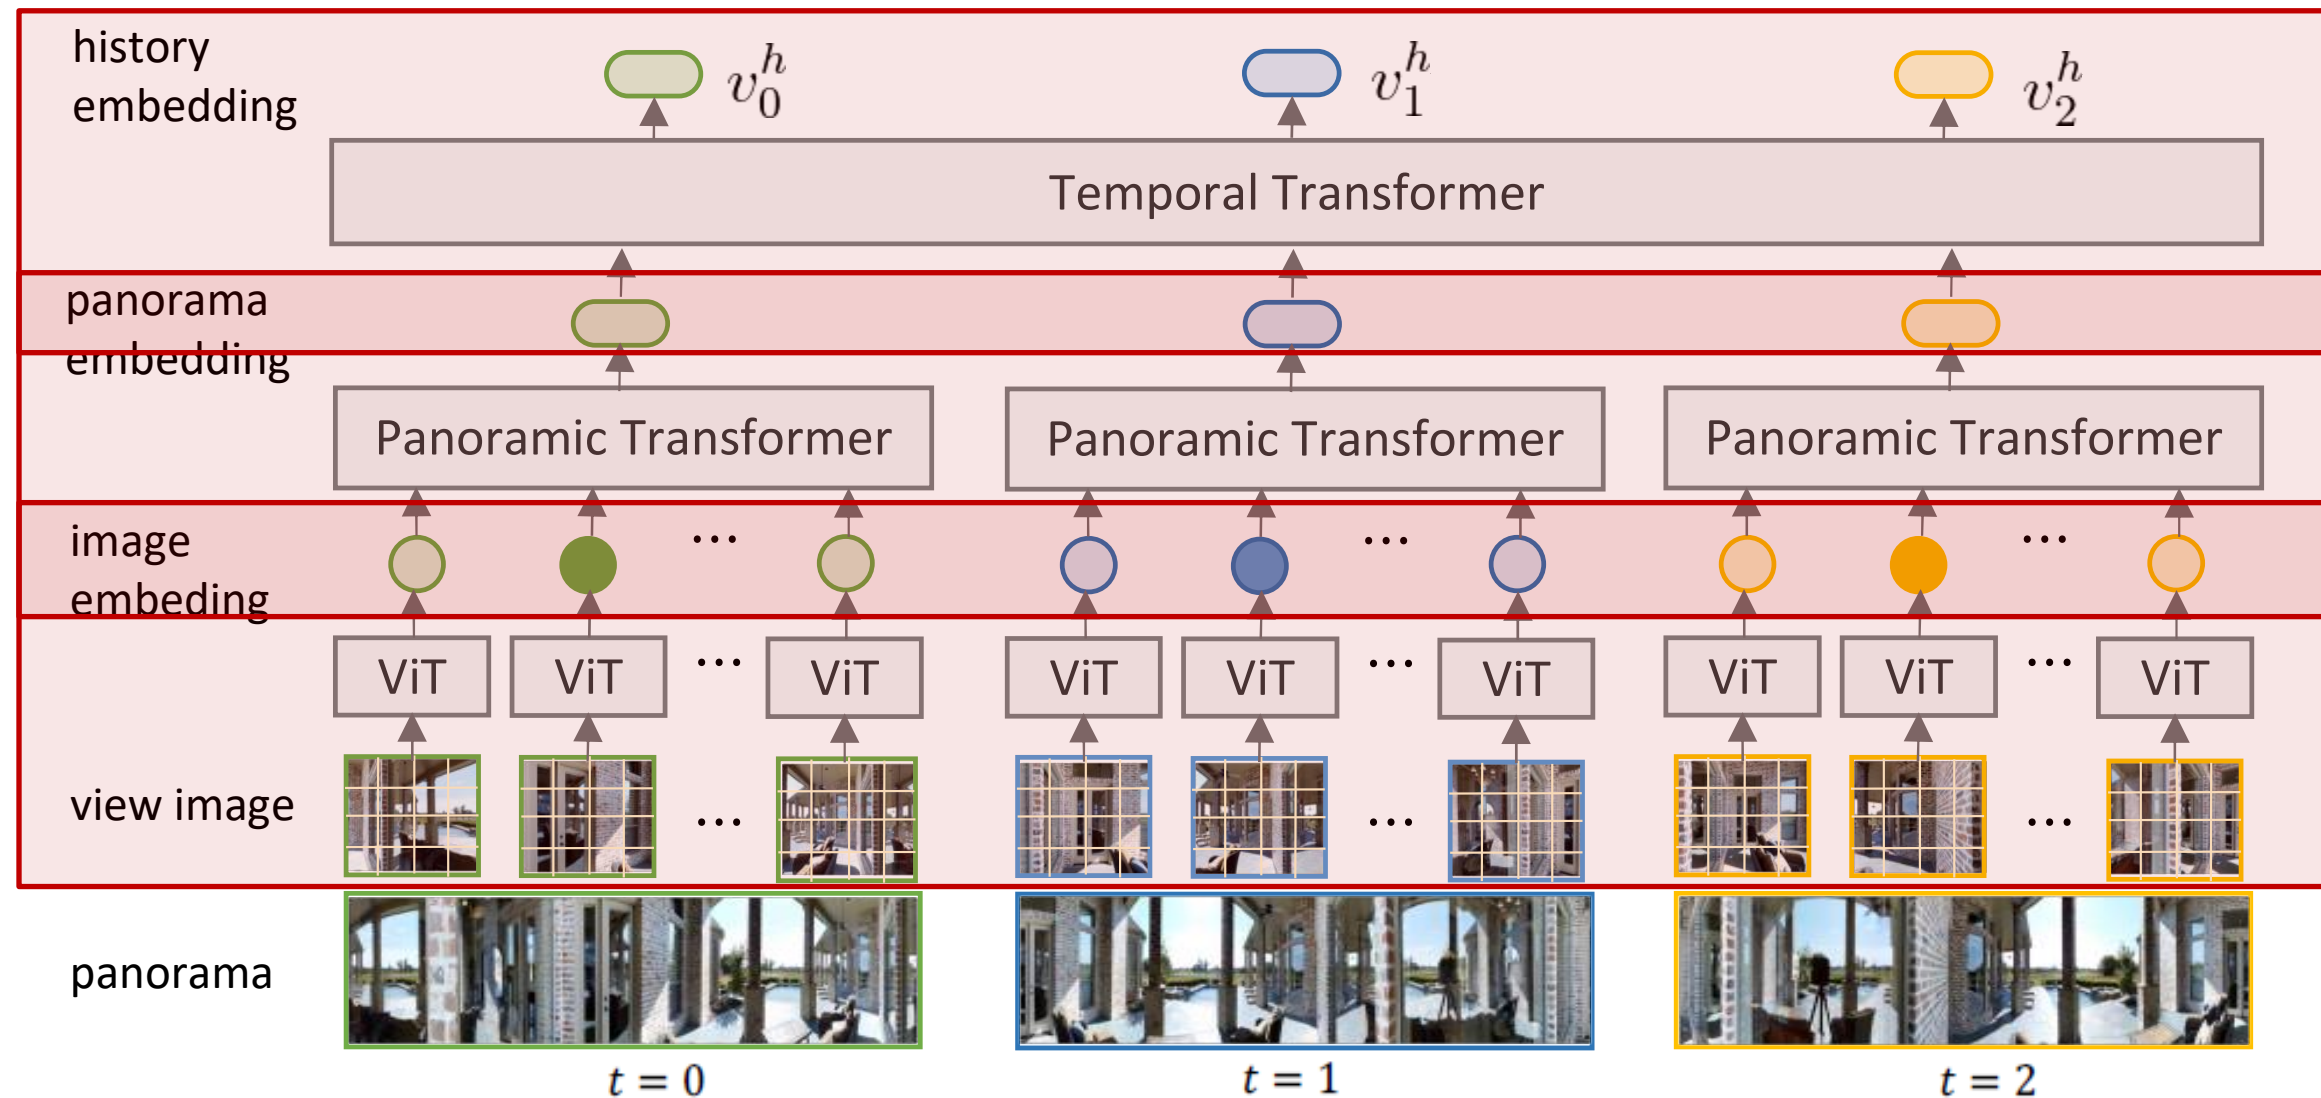 history
embedding
v_0^h
v_1^h
v_2^h
Temporal Transformer
panorama
embedding
Panoramic Transformer
Panoramic Transformer
Panoramic Transformer
image
embeding
...
...
...
ViT
ViT
...
ViT
ViT
ViT
...
ViT
ViT
ViT
...
ViT
view image
...
...
...
panorama
t = 0
t = 1
t = 2